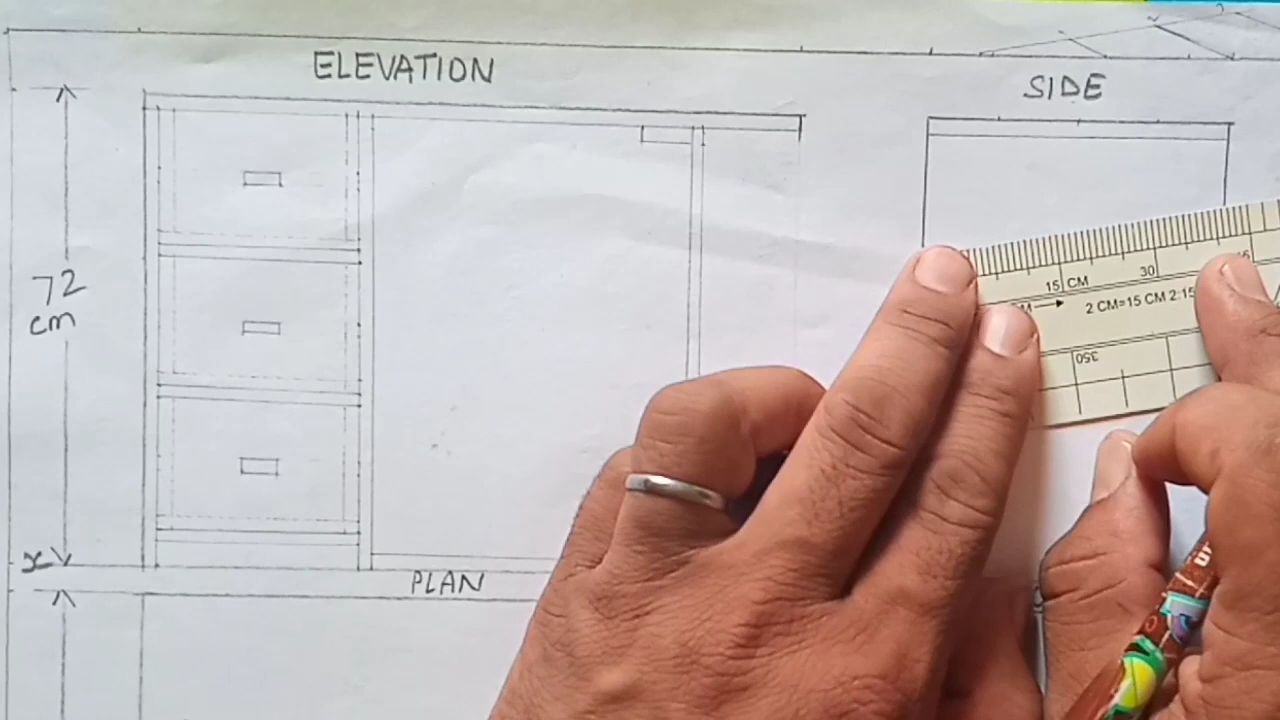 ELEVATION
SIDE
72
cm
x
PLAN
15 CM 30
2 CM=15 CM 2:15
350